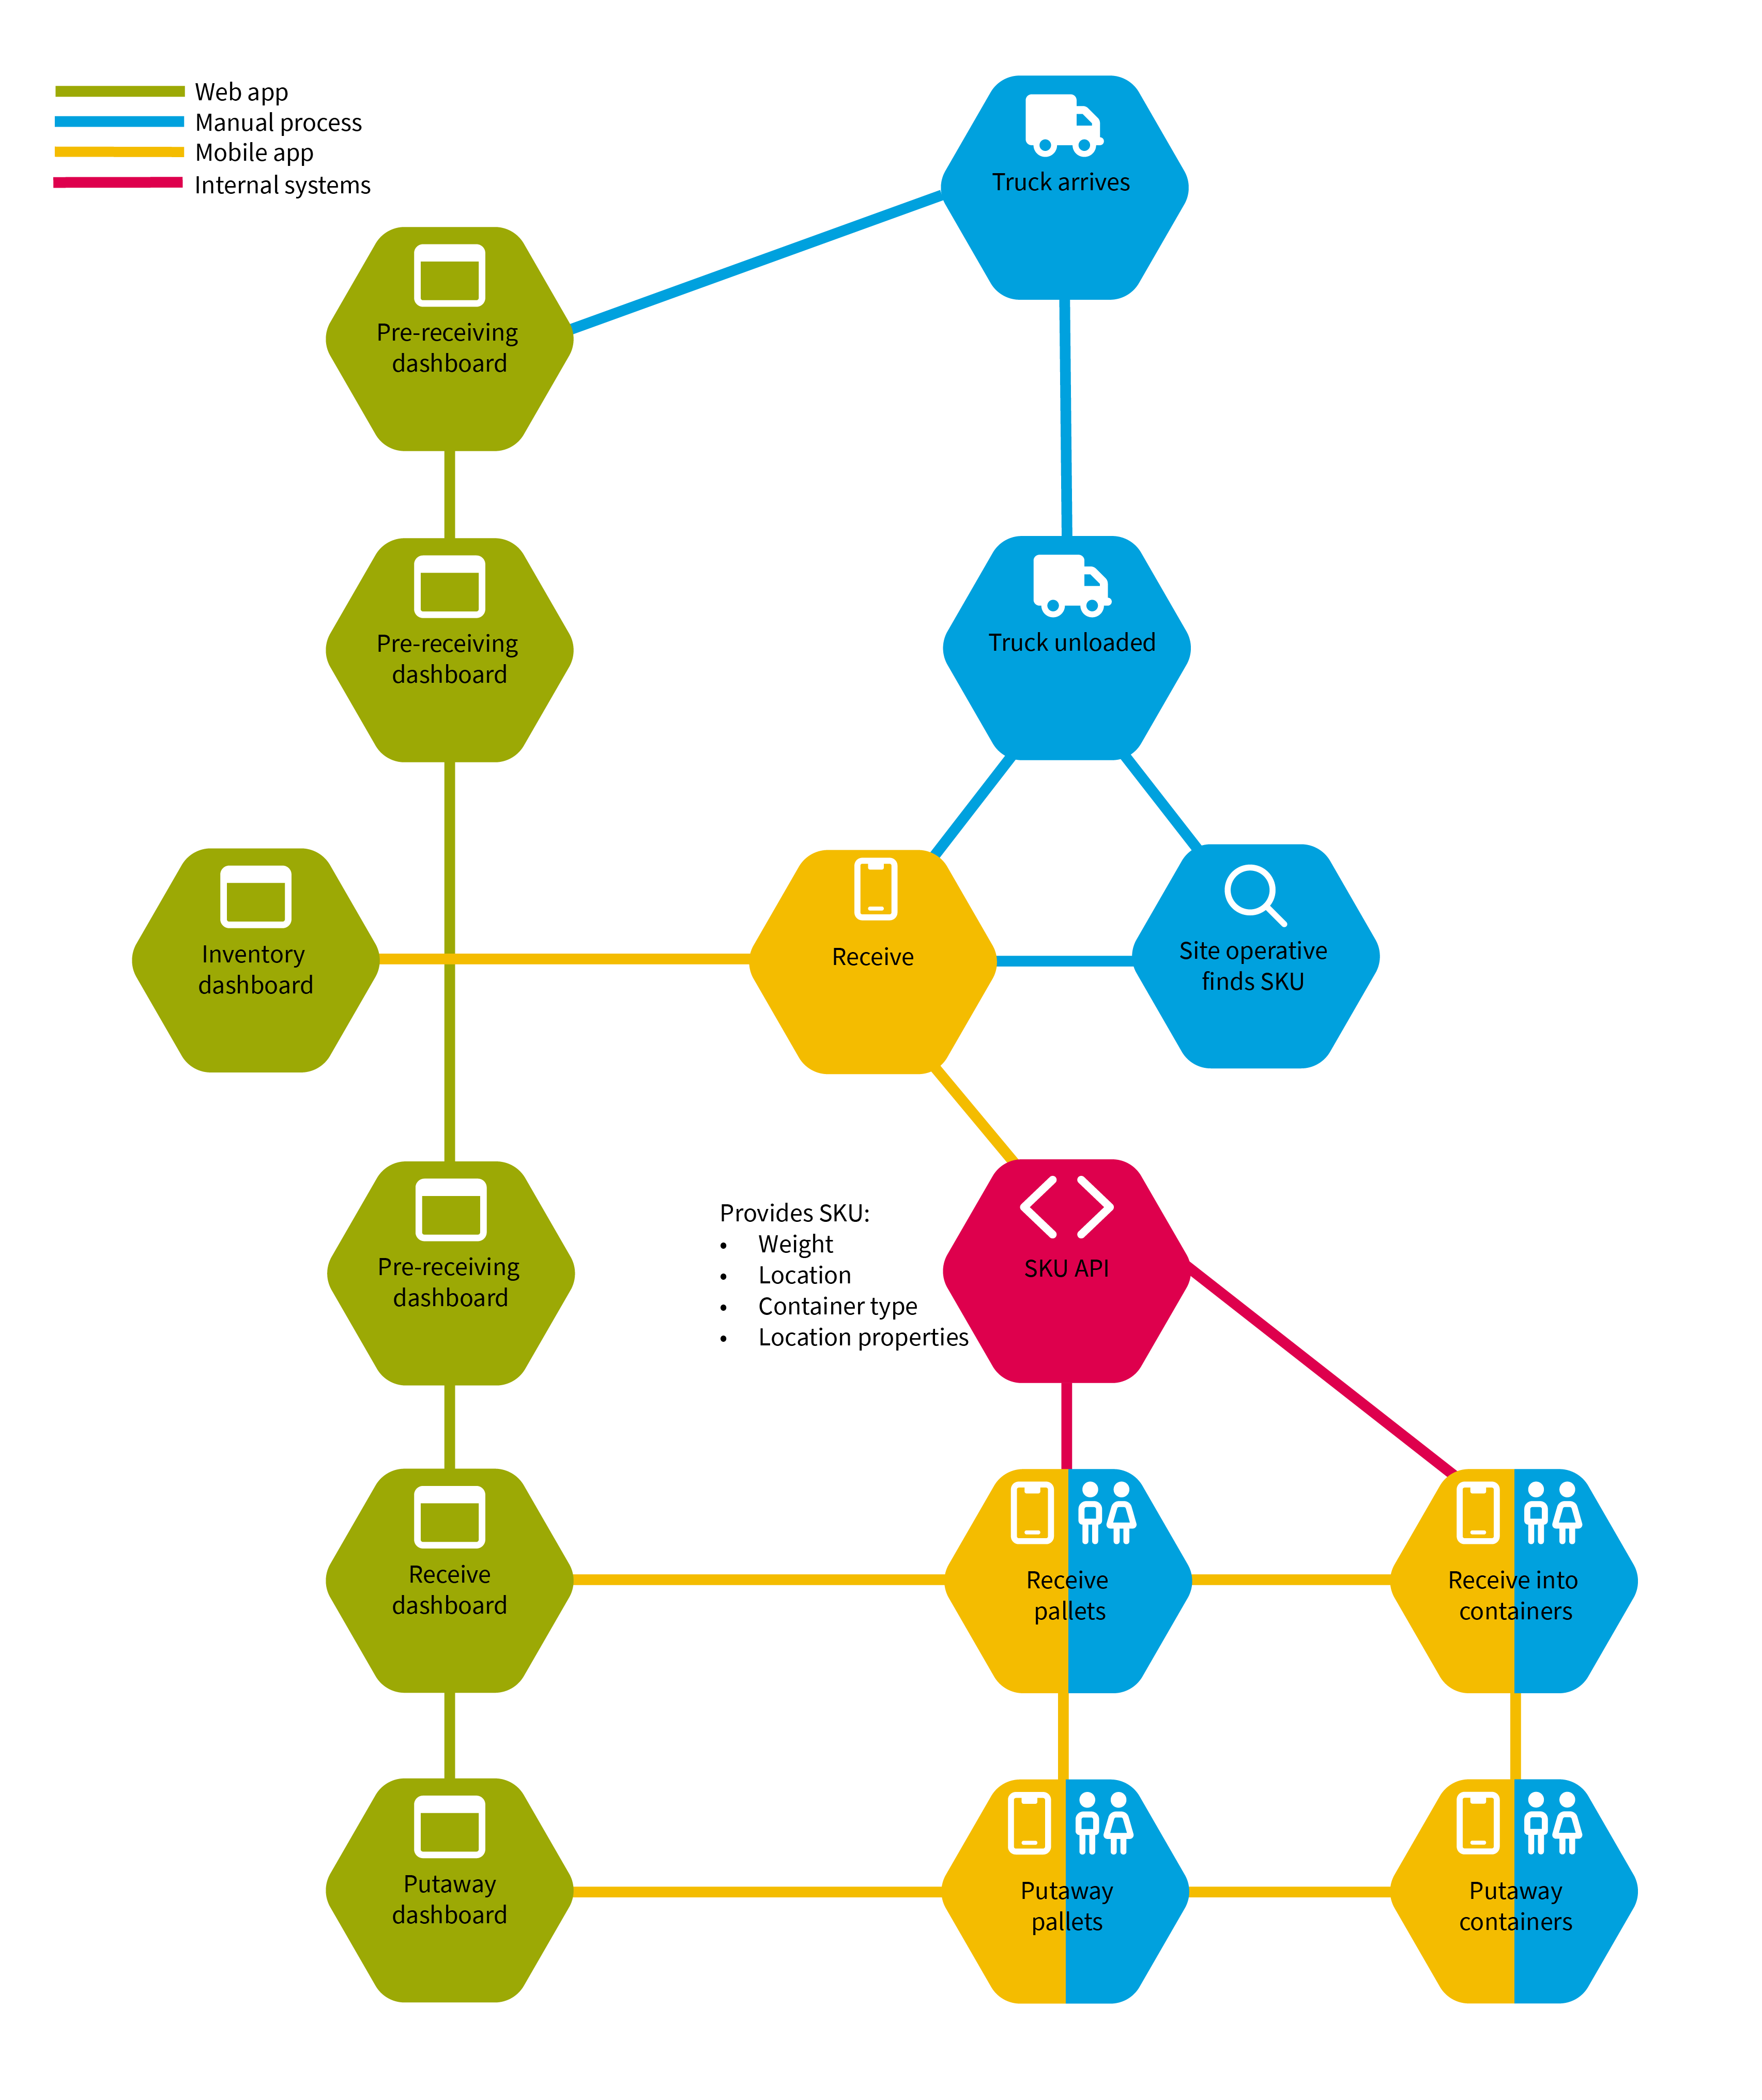 Web app
Manual process
Mobile app
Internal systems
Truck arrives
Pre-receiving
dashboard
Pre-receiving
dashboard
Truck unloaded
Inventory
dashboard
Receive
Site operative
finds SKU
Pre-receiving
dashboard
Provides SKU:
• Weight
• Location
• Container type
• Location properties
SKU API
Receive
dashboard
Receive
pallets
Receive into
containers
Putaway
dashboard
Putaway
pallets
Putaway
containers